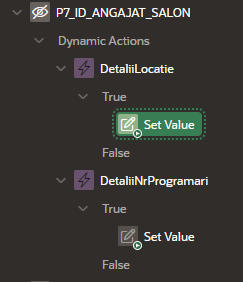 P7_ID_ANGAJAT_SALON
Dynamic Actions
DetaliiLocatie
True
Set Value
False
DetaliiNrProgramari
True
Set Value
False